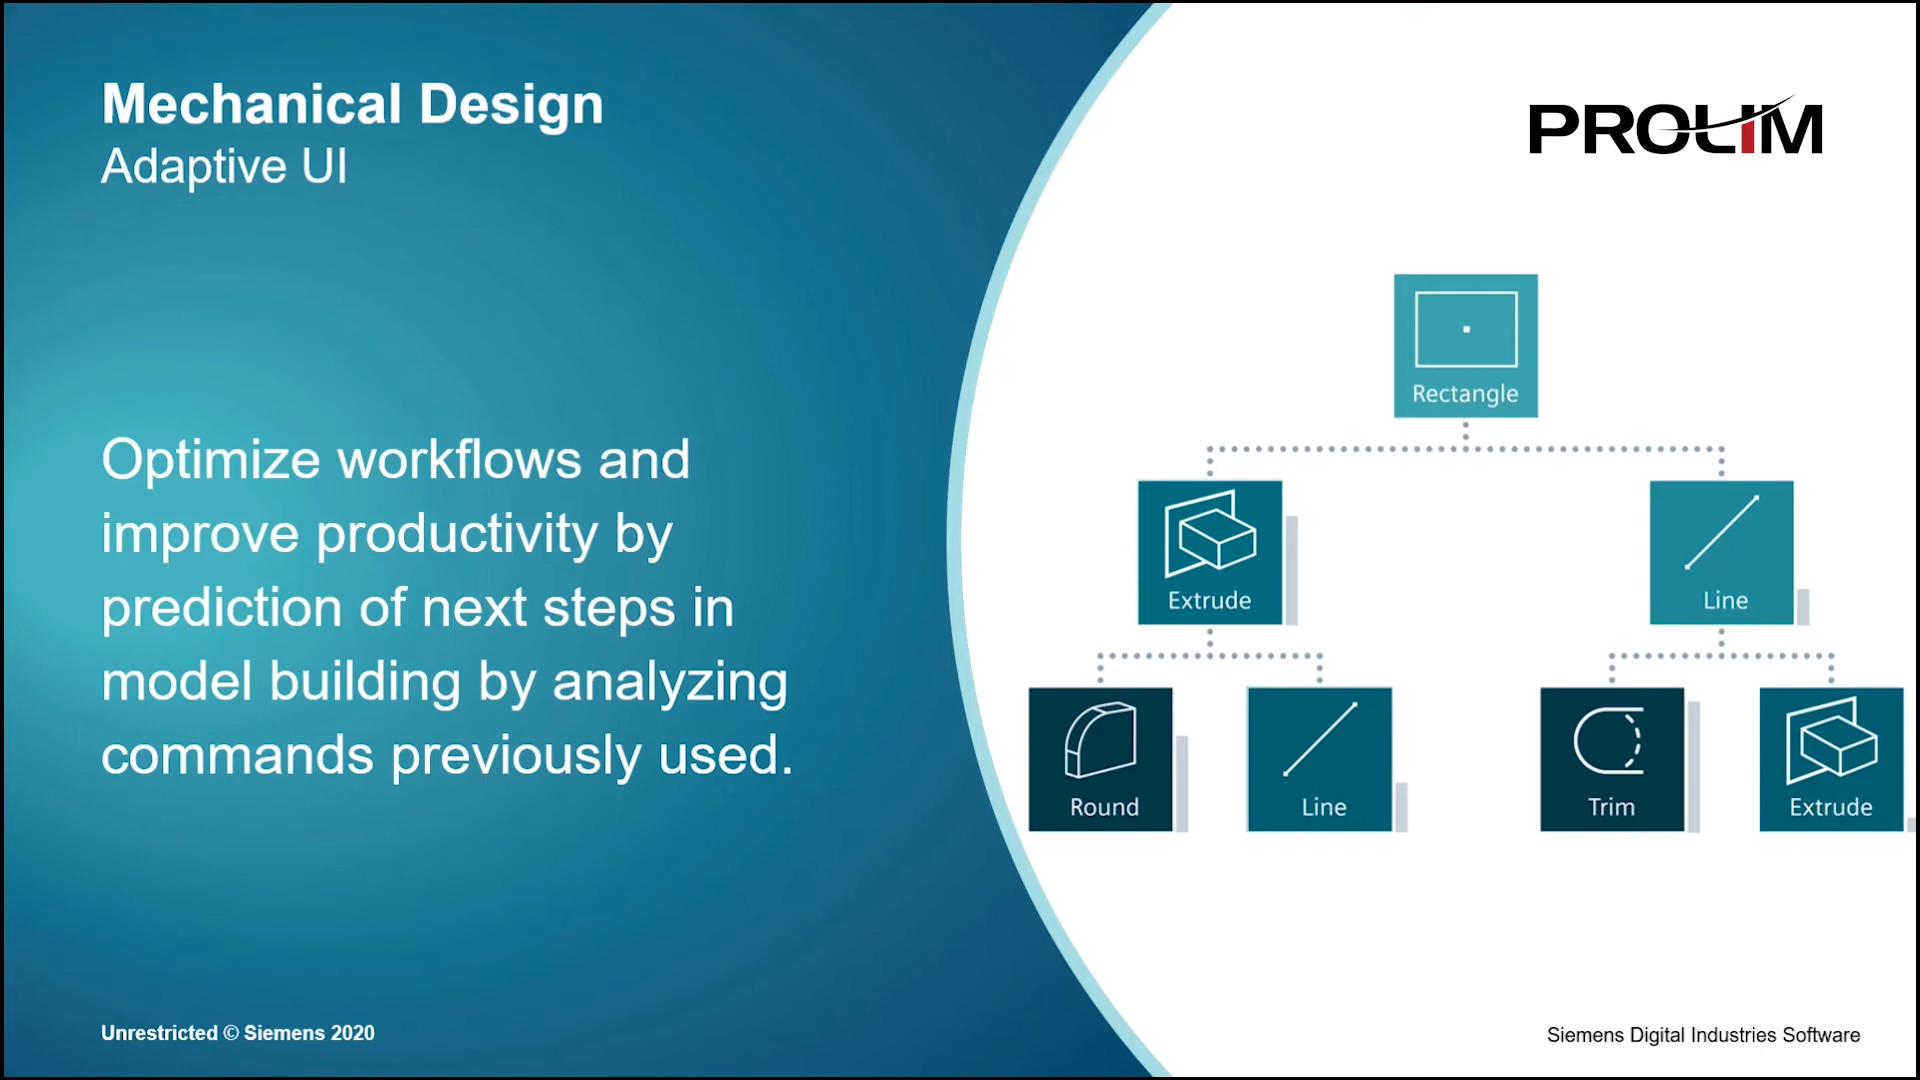 Mechanical Design
Adaptive UI
PROLIM
Optimize workflows and
improve productivity by
prediction of next steps in
model building by analyzing
commands previously used.
Rectangle
Extrude
Line
Round
Line
Trim
Extrude
Unrestricted © Siemens 2020
Siemens Digital Industries Software